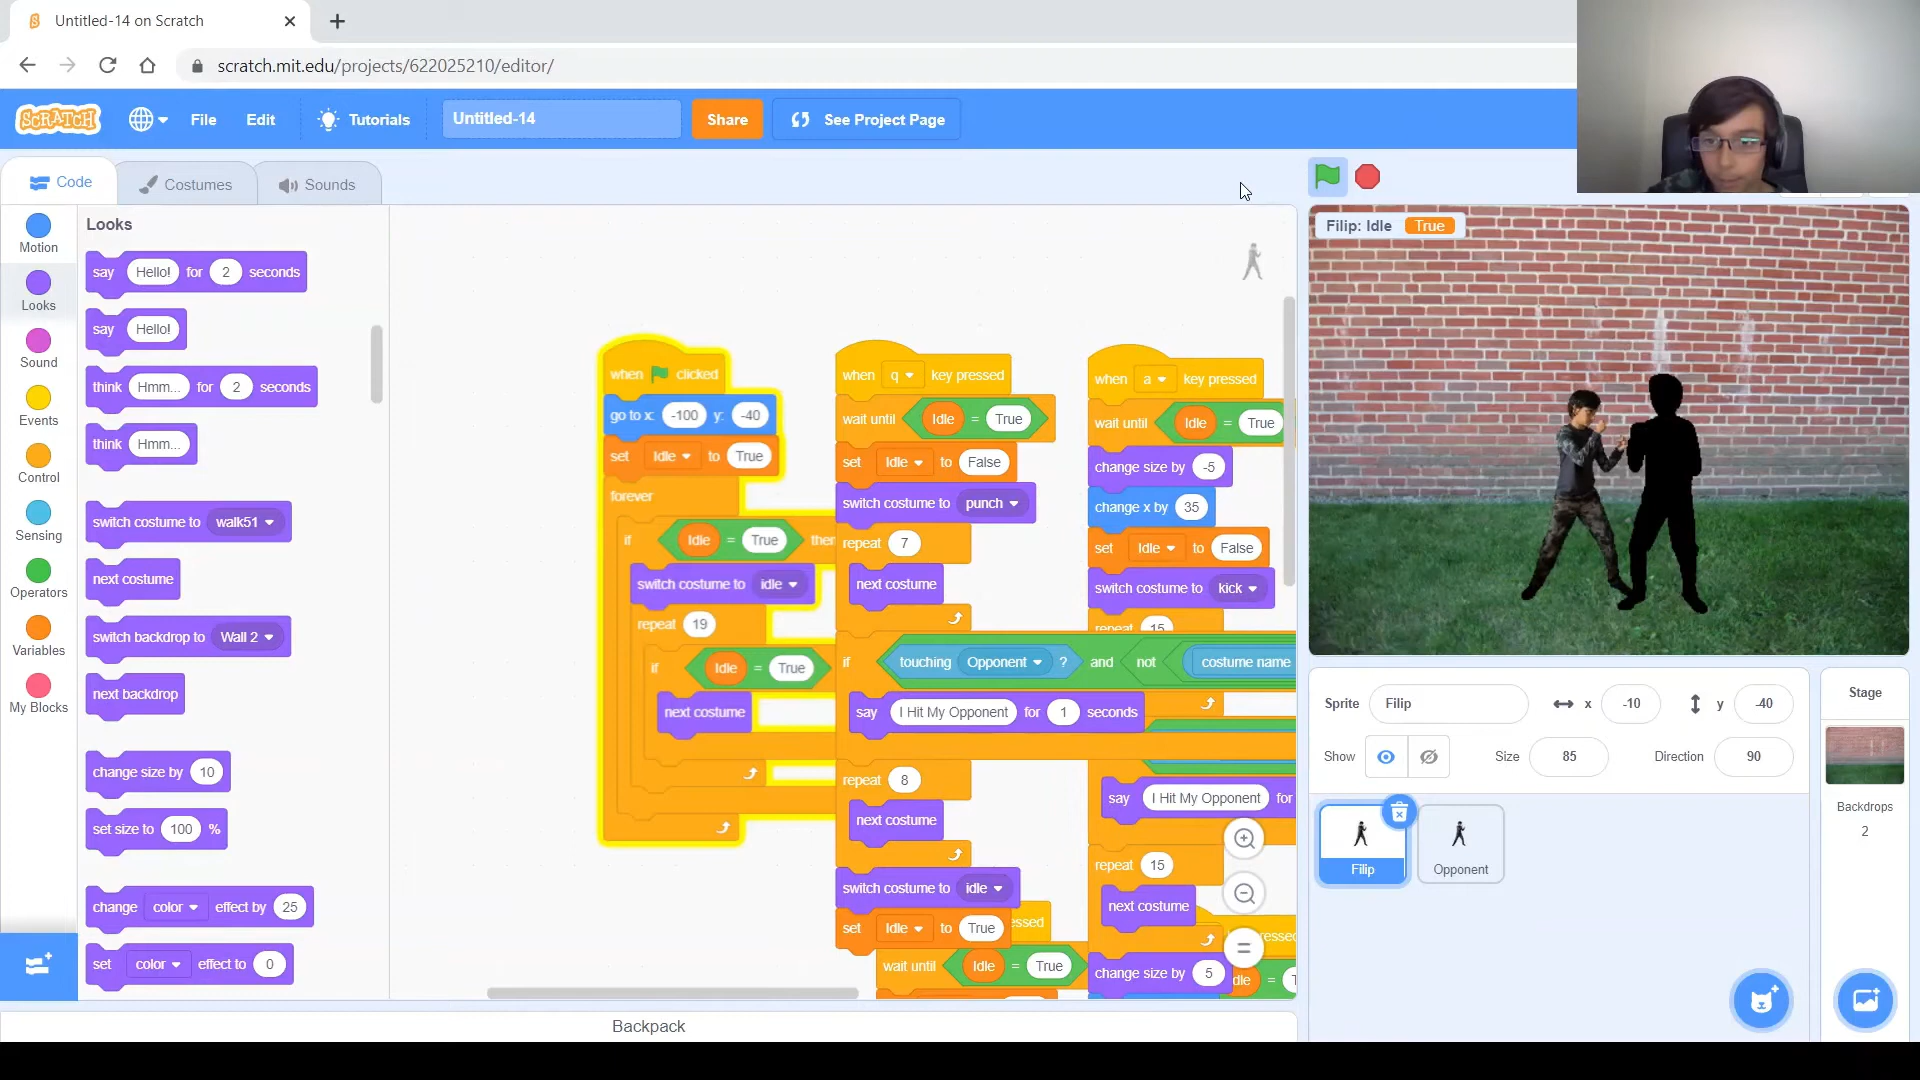 Untitled-14 on Scratch
scratch.mit.edu/projects/622025210/editor/
SCRATCH
File
Edit
Tutorials
Untitled-14
Share
See Project Page
Code
Costumes
Sounds
Motion
Looks
Sound
Events
Control
Sensing
Operators
Variables
My Blocks
Looks
say Hello! for 2 seconds
say Hello!
think Hmm... for 2 seconds
think Hmm...
switch costume to walk51
next costume
switch backdrop to Wall 2
next backdrop
change size by 10
set size to 100 %
change color effect by 25
set color effect to 0
when clicked
go to x: -100 y: -40
set Idle to True
forever
if Idle = True then
switch costume to idle
repeat 19
if Idle = True
next costume
when q key pressed
wait until Idle = True
set Idle to False
switch costume to punch
repeat 7
next costume
if touching Opponent ? and not costume name
say I Hit My Opponent for 1 seconds
repeat 8
next costume
switch costume to idle
set Idle to True
wait until Idle = True
when a key pressed
wait until Idle = True
change size by -5
change x by 35
set Idle to False
switch costume to kick
repeat 15
say I Hit My Opponent for
repeat 15
next costume
change size by 5
Backpack
Filip: Idle True
Sprite Filip x -10 y -40
Show Size 85 Direction 90
Filip
Opponent
Stage
Backdrops
2